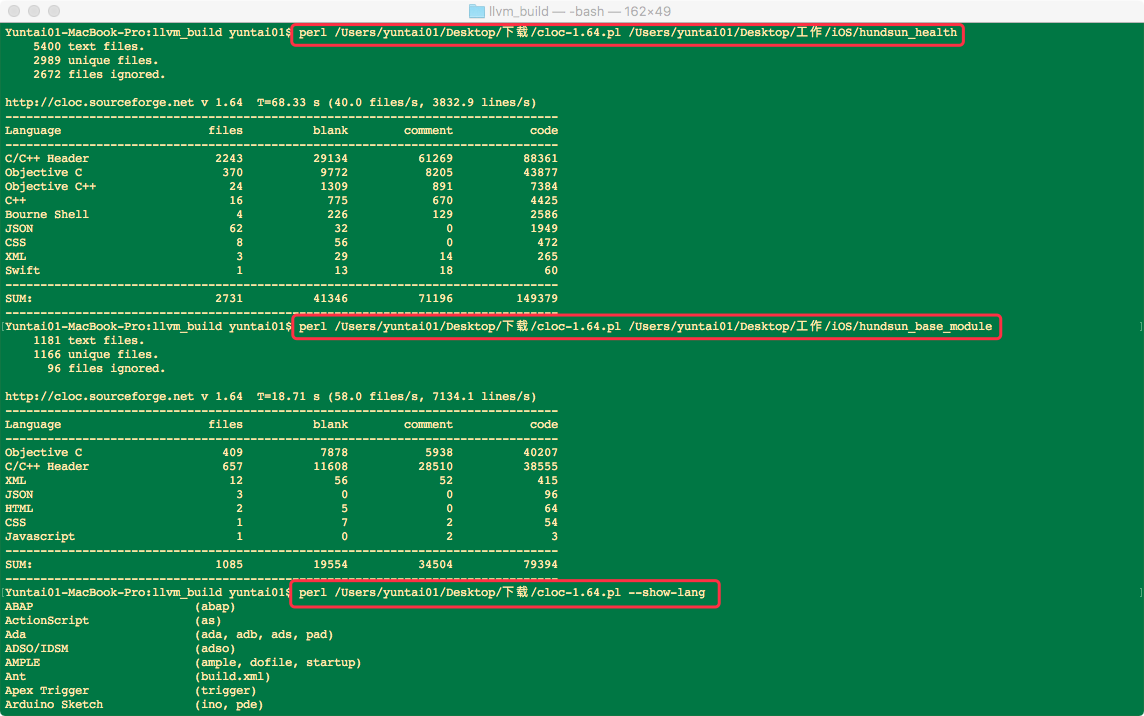 llvm_build — -bash — 162×49
Yuntai01-MacBook-Pro:llvm_build yuntai01$ perl /Users/yuntai01/Desktop/下载/cloc-1.64.pl /Users/yuntai01/Desktop/工作/iOS/hundsun_health
5400 text files.
2989 unique files.
2672 files ignored.
http://cloc.sourceforge.net v 1.64  T=68.33 s (40.0 files/s, 3832.9 lines/s)
-------------------------------------------------------------------------------
Language files blank comment code
-------------------------------------------------------------------------------
C/C++ Header 2243 29134 61269 88361
Objective C 370 9772 8205 43877
Objective C++ 24 1309 891 7384
C++ 16 775 670 4425
Bourne Shell 4 226 129 2586
JSON 62 32 0 1949
CSS 8 56 0 472
XML 3 29 14 265
Swift 1 13 18 60
-------------------------------------------------------------------------------
SUM: 2731 41346 71196 149379
-------------------------------------------------------------------------------
[Yuntai01-MacBook-Pro:llvm_build yuntai01$ perl /Users/yuntai01/Desktop/下载/cloc-1.64.pl /Users/yuntai01/Desktop/工作/iOS/hundsun_base_module ]
1181 text files.
1166 unique files.
96 files ignored.
http://cloc.sourceforge.net v 1.64  T=18.71 s (58.0 files/s, 7134.1 lines/s)
-------------------------------------------------------------------------------
Language files blank comment code
-------------------------------------------------------------------------------
Objective C 409 7878 5938 40207
C/C++ Header 657 11608 28510 38555
XML 12 56 52 415
JSON 3 0 0 96
HTML 2 5 0 64
CSS 1 7 2 54
Javascript 1 0 2 3
-------------------------------------------------------------------------------
SUM: 1085 19554 34504 79394
-------------------------------------------------------------------------------
[Yuntai01-MacBook-Pro:llvm_build yuntai01$ perl /Users/yuntai01/Desktop/下载/cloc-1.64.pl --show-lang ]
ABAP (abap)
ActionScript (as)
Ada (ada, adb, ads, pad)
ADSO/IDSM (adso)
AMPLE (ample, dofile, startup)
Ant (build.xml)
Apex Trigger (trigger)
Arduino Sketch (ino, pde)